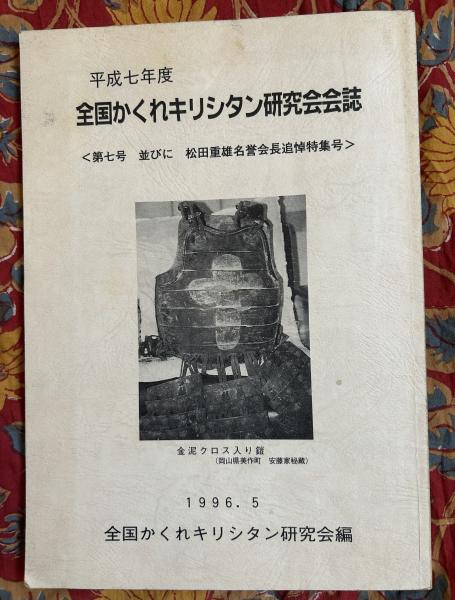 平成七年度
全国かくれキリシタン研究会会誌
＜第七号　並びに　松田重雄名誉会長追悼特集号＞
金泥クロス入り鎧
（岡山県美作町　安藤家秘蔵）
1996.5
全国かくれキリシタン研究会編